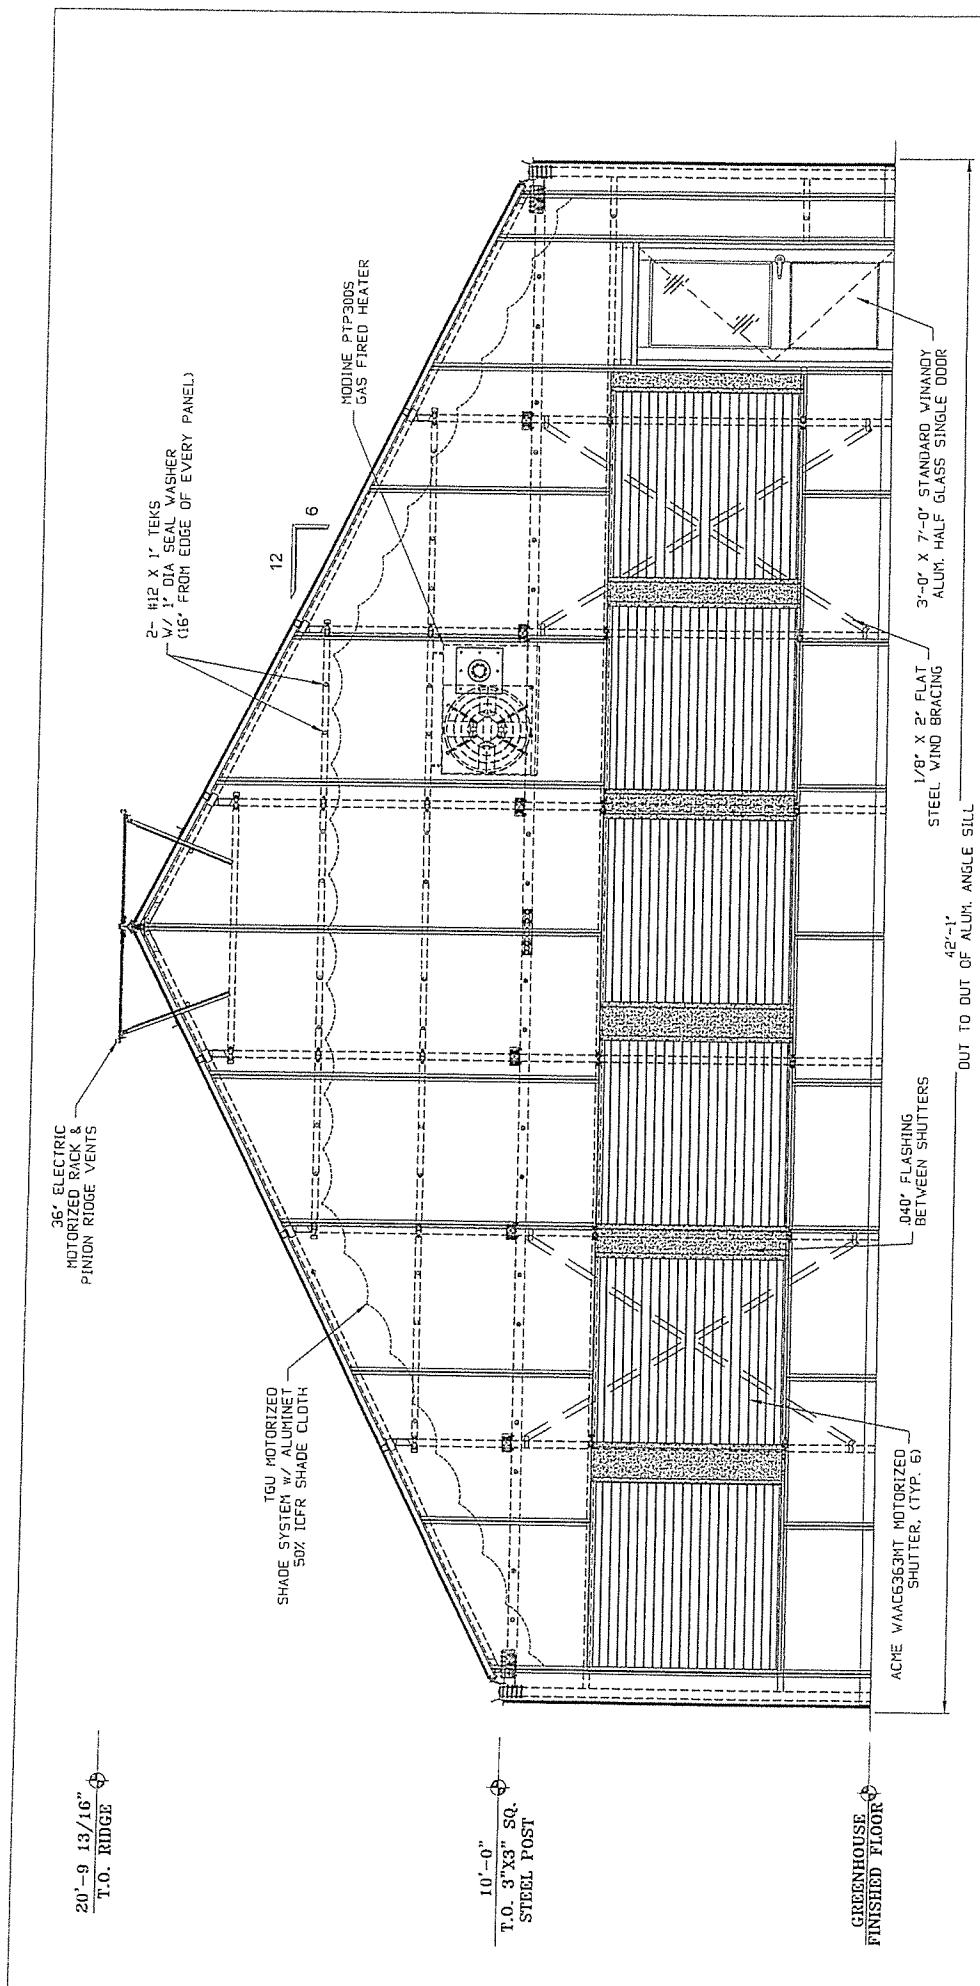 36" ELECTRIC
MOTORIZED RACK &
PINION RIDGE VENTS
2- #12 X 1" TEKS
W/ 1" DIA SEAL WASHER
(16" FROM EDGE OF EVERY PANEL)
12
6
MODINE PTP300S
GAS FIRED HEATER
TGU MOTORIZED
SHADE SYSTEM w/ ALUMINET
50% ICFR SHADE CLOTH
20'-9 13/16"
T.O. RIDGE
10'-0"
T.O. 3"X3" SQ.
STEEL POST
GREENHOUSE
FINISHED FLOOR
ACME WAAC6363MT MOTORIZED
SHUTTER, (TYP. 6)
.040" FLASHING
BETWEEN SHUTTERS
1/8" X 2" FLAT
STEEL WIND BRACING
3'-0" X 7'-0" STANDARD WINANDY
ALUM. HALF GLASS SINGLE DOOR
42'-1"
OUT TO OUT OF ALUM. ANGLE SILL